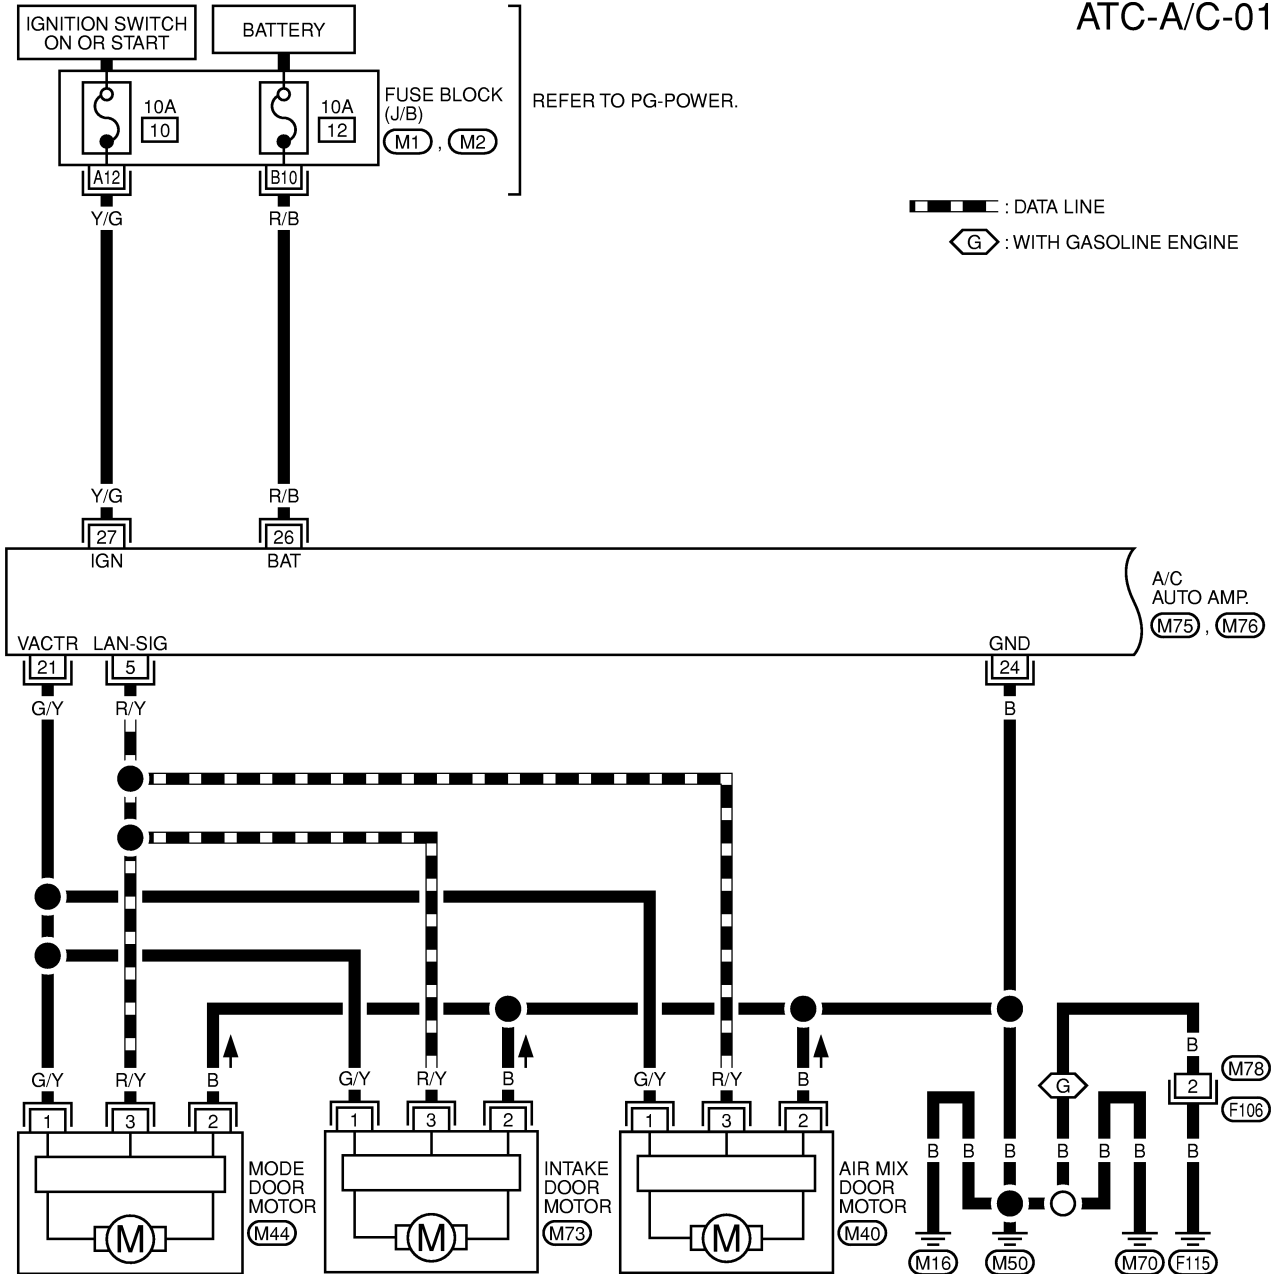 ATC-A/C-01
IGNITION SWITCH
ON OR START
BATTERY
10A
10
10A
12
FUSE BLOCK
(J/B)
M1 , M2
REFER TO PG-POWER.
A12
B10
Y/G
R/B
: DATA LINE
G : WITH GASOLINE ENGINE
Y/G
R/B
27
26
IGN
BAT
A/C
AUTO AMP.
M75 , M76
VACTR
LAN-SIG
GND
21
5
24
G/Y
R/Y
B
B
M78
G
2
F106
G/Y
R/Y
B
G/Y
R/Y
B
G/Y
R/Y
B
1
3
2
1
3
2
1
3
2
B
B
B
B
B
B
B
MODE
DOOR
MOTOR
M44
INTAKE
DOOR
MOTOR
M73
AIR MIX
DOOR
MOTOR
M40
M
M
M
M16
M50
M70
F115